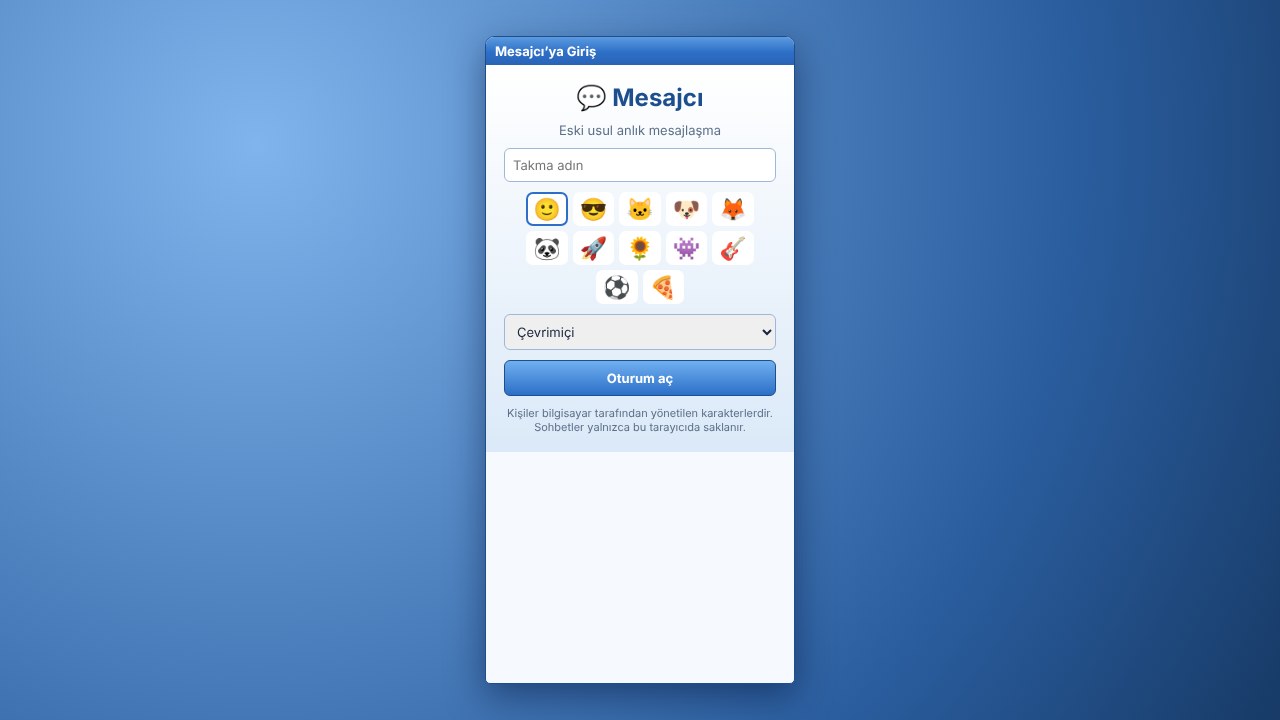 Mesajcı’ya Giriş
💬 Mesajcı
Eski usul anlık mesajlaşma
Takma adın
Çevrimiçi
Oturum aç
Kişiler bilgisayar tarafından yönetilen karakterlerdir.
Sohbetler yalnızca bu tarayıcıda saklanır.